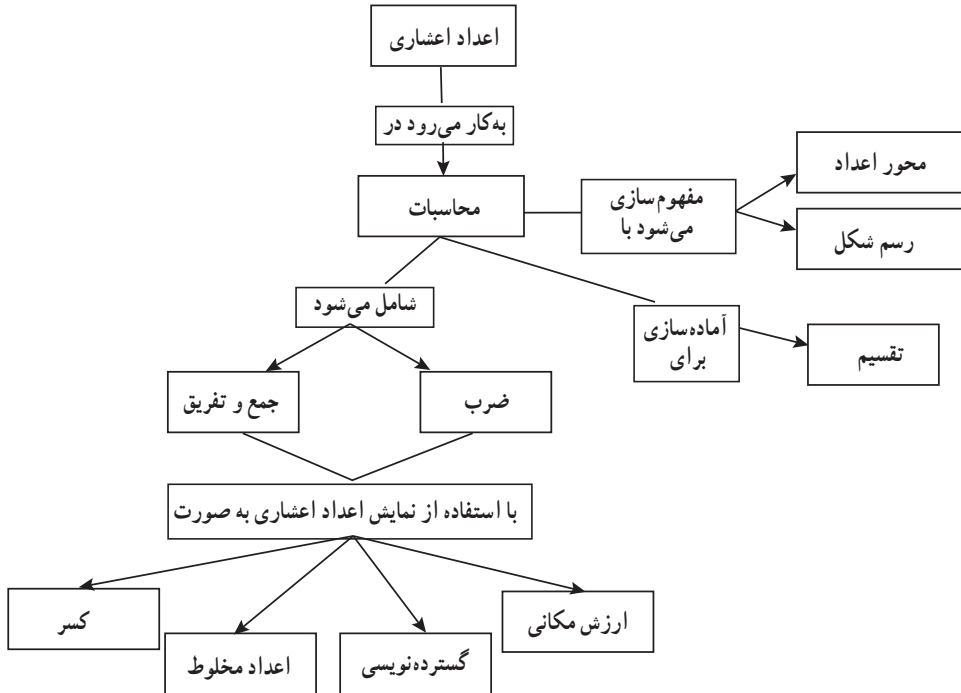 اعداد اعشاری
به‌کار می‌رود در
محاسبات
مفهوم‌سازی
می‌شود با
محور اعداد
رسم شکل
شامل می‌شود
آماده‌سازی
برای
تقسیم
ضرب
جمع و تفریق
با استفاده از نمایش اعداد اعشاری به صورت
ارزش مکانی
گسترده‌نویسی
اعداد مخلوط
کسر